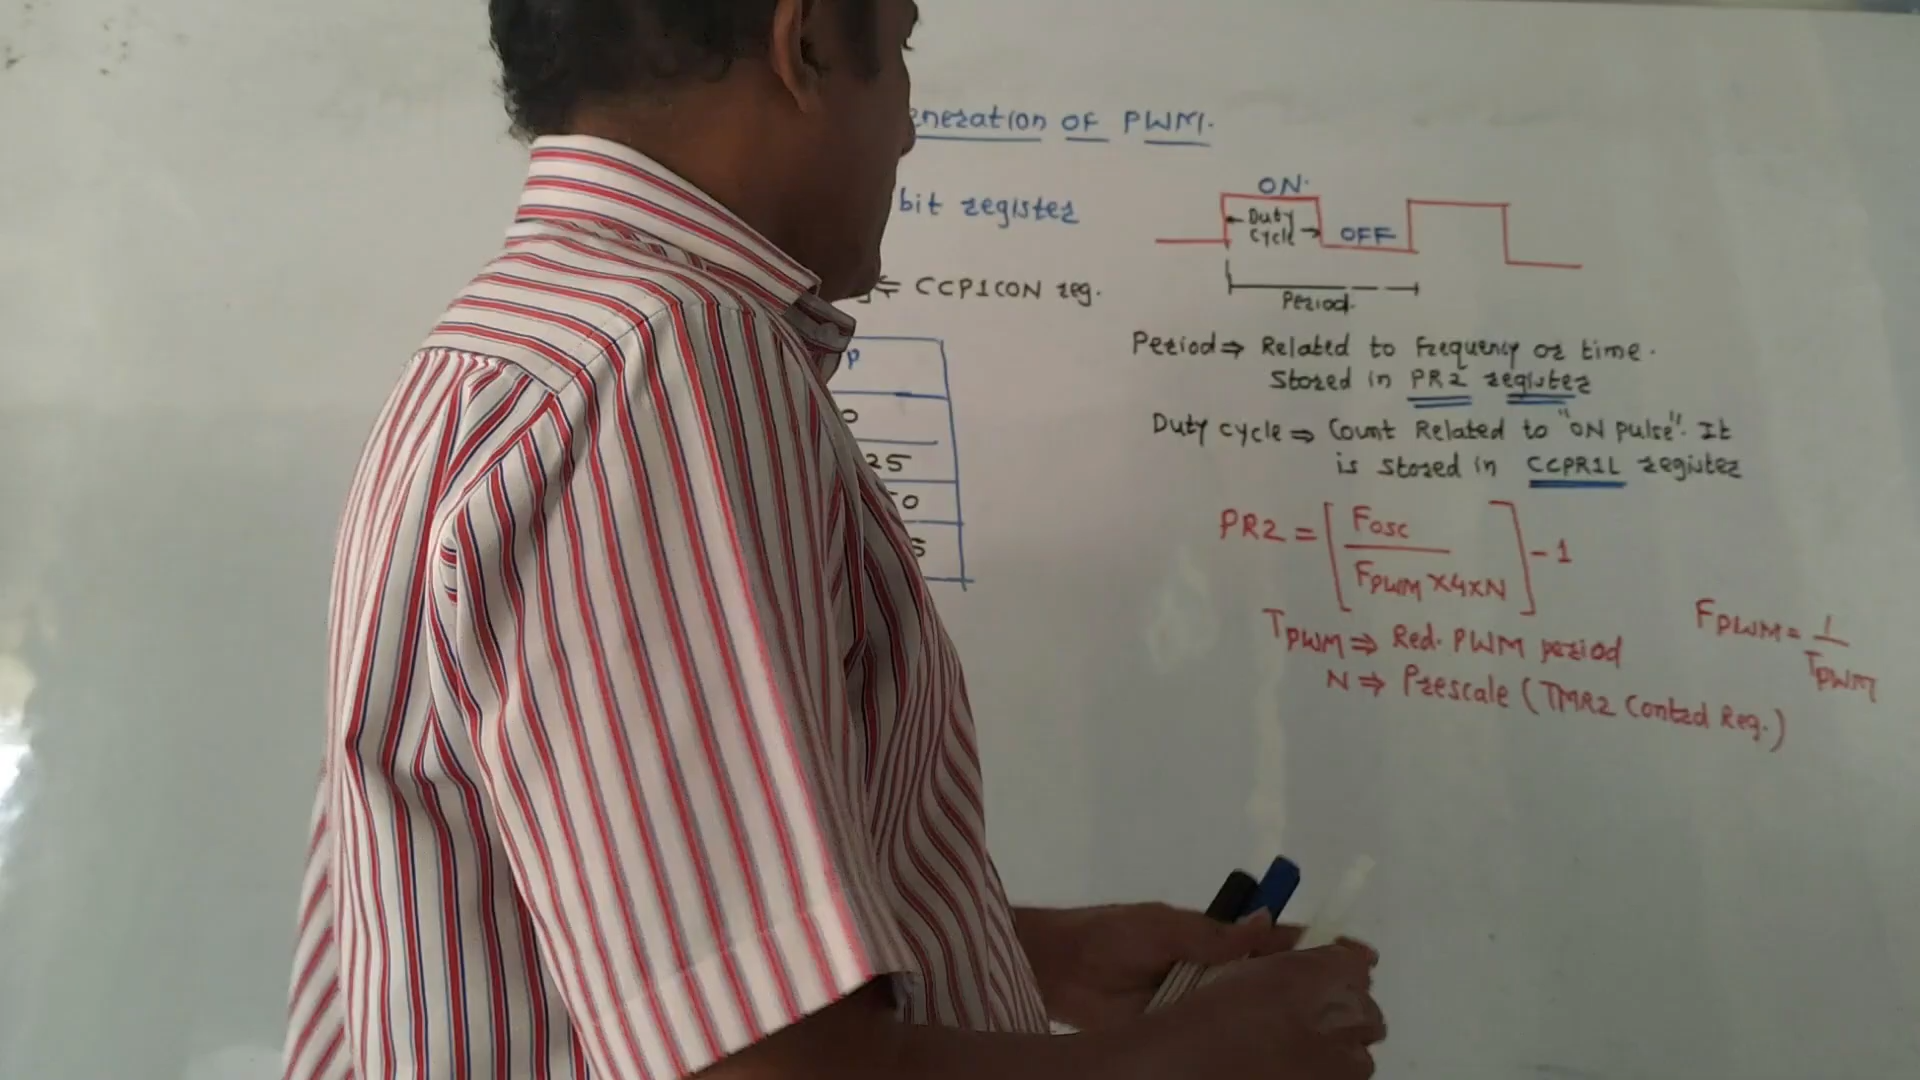 eneration OF PWM.
bit register
⇐ CCP1CON reg.
P
0
25
0
5
ON.
Duty
cycle
OFF
Period.
Period ⇒ Related to Frequency or time.
Stored in PR2 register
Duty cycle ⇒ Count Related to "ON pulse". It
is stored in CCPR1L register
PR2 = [Fosc / FPWM x4xN] - 1
TPWM ⇒ Red. PWM period
FPWM = 1 / TPWM
N ⇒ Prescale (TMR2 Contrd Reg.)